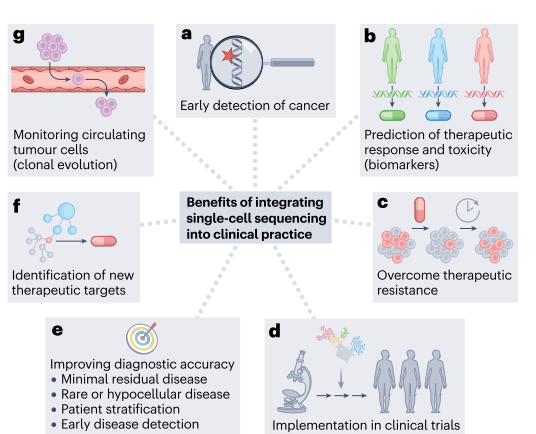 g
Monitoring circulating
tumour cells
(clonal evolution)
a
Early detection of cancer
b
Prediction of therapeutic
response and toxicity
(biomarkers)
f
Identification of new
therapeutic targets
Benefits of integrating
single-cell sequencing
into clinical practice
c
Overcome therapeutic
resistance
e
Improving diagnostic accuracy
• Minimal residual disease
• Rare or hypocellular disease
• Patient stratification
• Early disease detection
d
Implementation in clinical trials